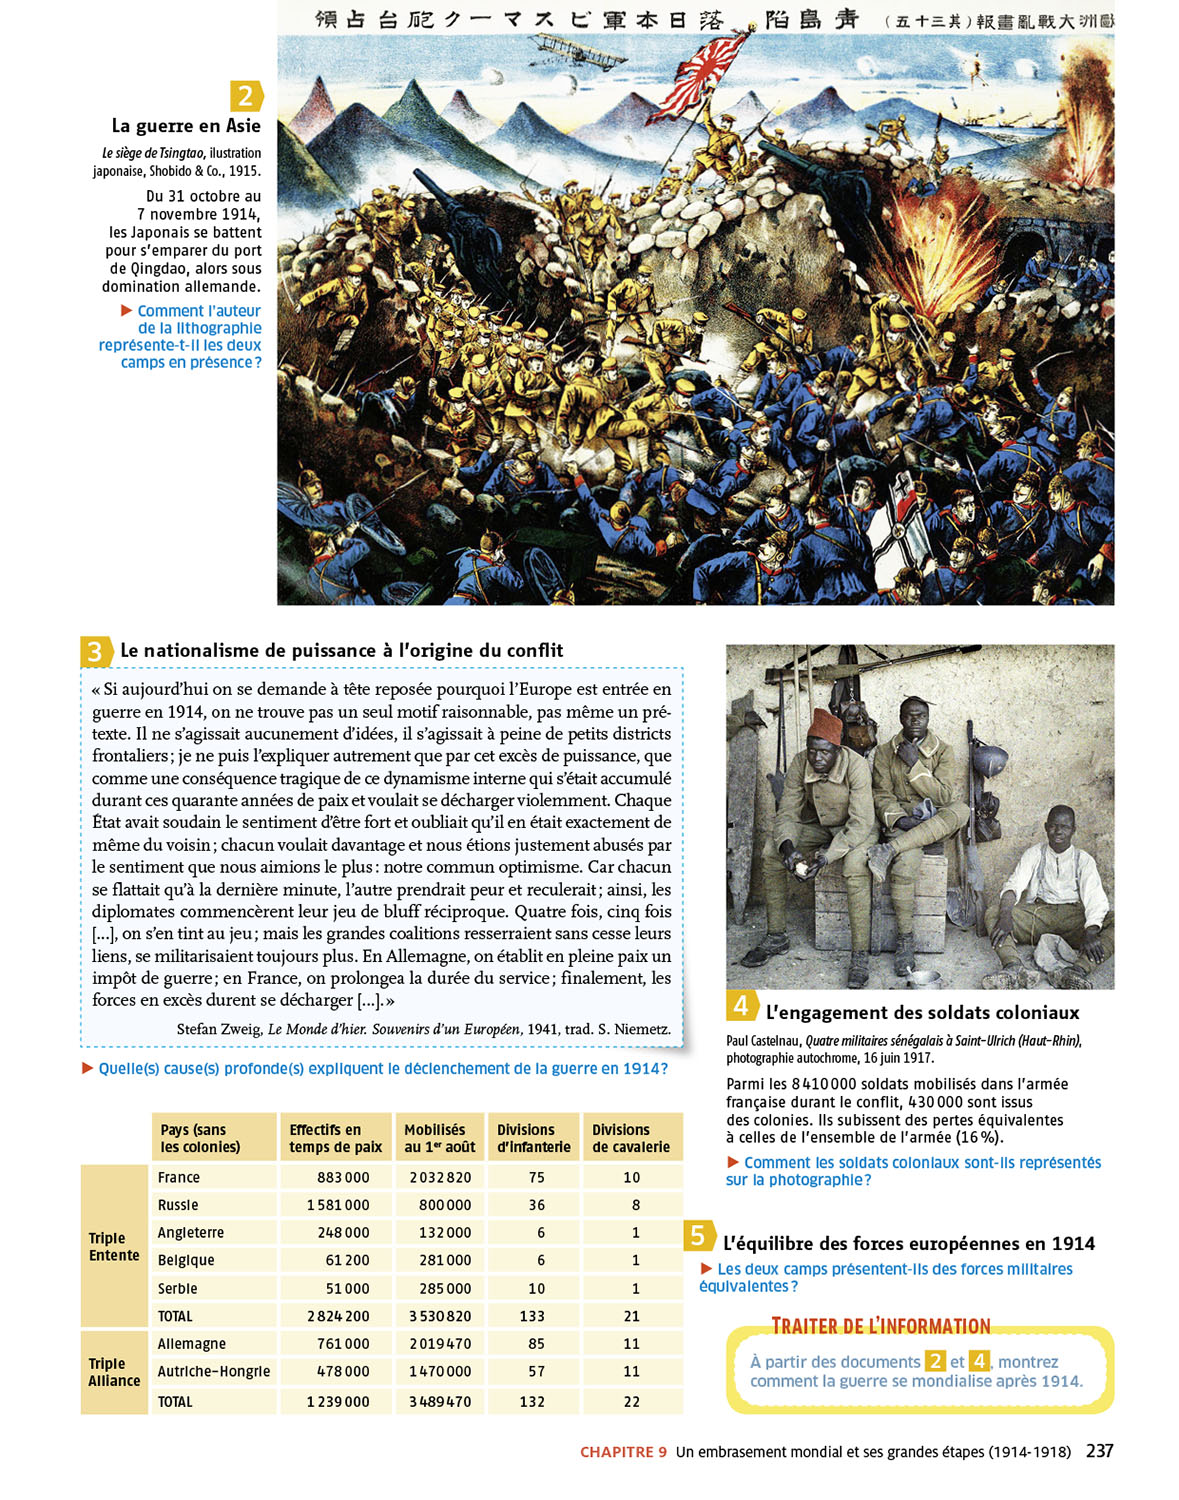 領占台砲クーマスビ軍本日落 陥島青 (五十三其)報畫亂戰大洲歐
2
La guerre en Asie
Le siège de Tsingtao, ilustration
japonaise, Shobido & Co., 1915.
Du 31 octobre au
7 novembre 1914,
les Japonais se battent
pour s'emparer du port
de Qingdao, alors sous
domination allemande.
▶ Comment l'auteur
de la lithographie
représente-t-il les deux
camps en présence ?
3 Le nationalisme de puissance à l'origine du conflit
« Si aujourd'hui on se demande à tête reposée pourquoi l'Europe est entrée en
guerre en 1914, on ne trouve pas un seul motif raisonnable, pas même un pré-
texte. Il ne s'agissait aucunement d'idées, il s'agissait à peine de petits districts
frontaliers ; je ne puis l'expliquer autrement que par cet excès de puissance, que
comme une conséquence tragique de ce dynamisme interne qui s'était accumulé
durant ces quarante années de paix et voulait se décharger violemment. Chaque
État avait soudain le sentiment d'être fort et oubliait qu'il en était exactement de
même du voisin ; chacun voulait davantage et nous étions justement abusés par
le sentiment que nous aimions le plus : notre commun optimisme. Car chacun
se flattait qu'à la dernière minute, l'autre prendrait peur et reculerait ; ainsi, les
diplomates commencèrent leur jeu de bluff réciproque. Quatre fois, cinq fois
[...], on s'en tint au jeu ; mais les grandes coalitions resserraient sans cesse leurs
liens, se militarisaient toujours plus. En Allemagne, on établit en pleine paix un
impôt de guerre ; en France, on prolongea la durée du service ; finalement, les
forces en excès durent se décharger [...]. »
Stefan Zweig, Le Monde d'hier. Souvenirs d'un Européen, 1941, trad. S. Niemetz.
▶ Quelle(s) cause(s) profonde(s) expliquent le déclenchement de la guerre en 1914 ?
4 L'engagement des soldats coloniaux
Paul Castelnau, Quatre militaires sénégalais à Saint-Ulrich (Haut-Rhin),
photographie autochrome, 16 juin 1917.
Parmi les 8 410 000 soldats mobilisés dans l'armée
française durant le conflit, 430 000 sont issus
des colonies. Ils subissent des pertes équivalentes
à celles de l'ensemble de l'armée (16 %).
▶ Comment les soldats coloniaux sont-ils représentés
sur la photographie ?
Pays (sans les colonies) Effectifs en temps de paix Mobilisés au 1er août Divisions d'infanterie Divisions de cavalerie
Triple Entente
France 883 000 2 032 820 75 10
Russie 1 581 000 800 000 36 8
Angleterre 248 000 132 000 6 1
Belgique 61 200 281 000 6 1
Serbie 51 000 285 000 10 1
TOTAL 2 824 200 3 530 820 133 21
Triple Alliance
Allemagne 761 000 2 019 470 85 11
Autriche-Hongrie 478 000 1 470 000 57 11
TOTAL 1 239 000 3 489 470 132 22
5 L'équilibre des forces européennes en 1914
▶ Les deux camps présentent-ils des forces militaires
équivalentes ?
TRAITER DE L'INFORMATION
À partir des documents 2 et 4, montrez
comment la guerre se mondialise après 1914.
CHAPITRE 9 Un embrasement mondial et ses grandes étapes (1914-1918) 237